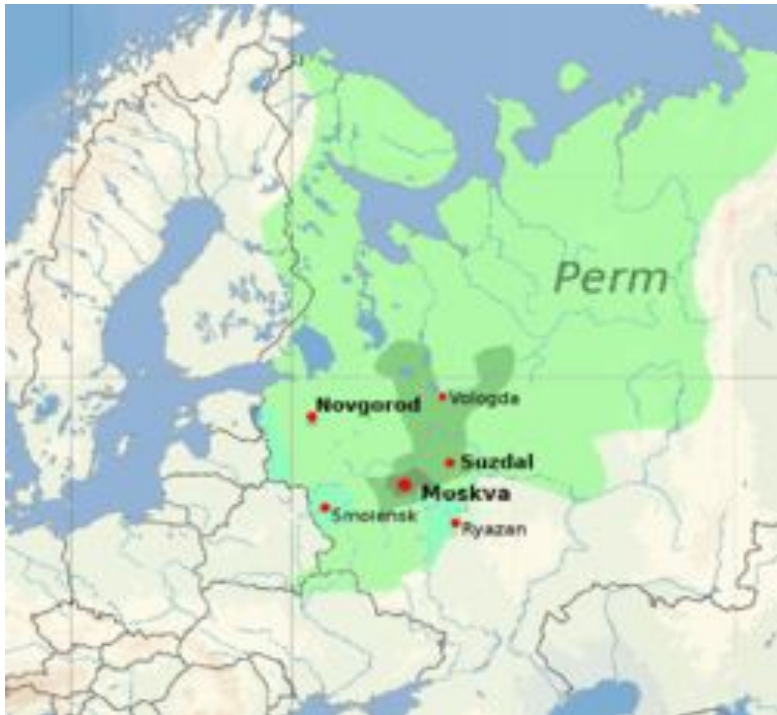 Perm
Vologda
Novgorod
Suzdal
Moskva
Smolensk
Ryazan